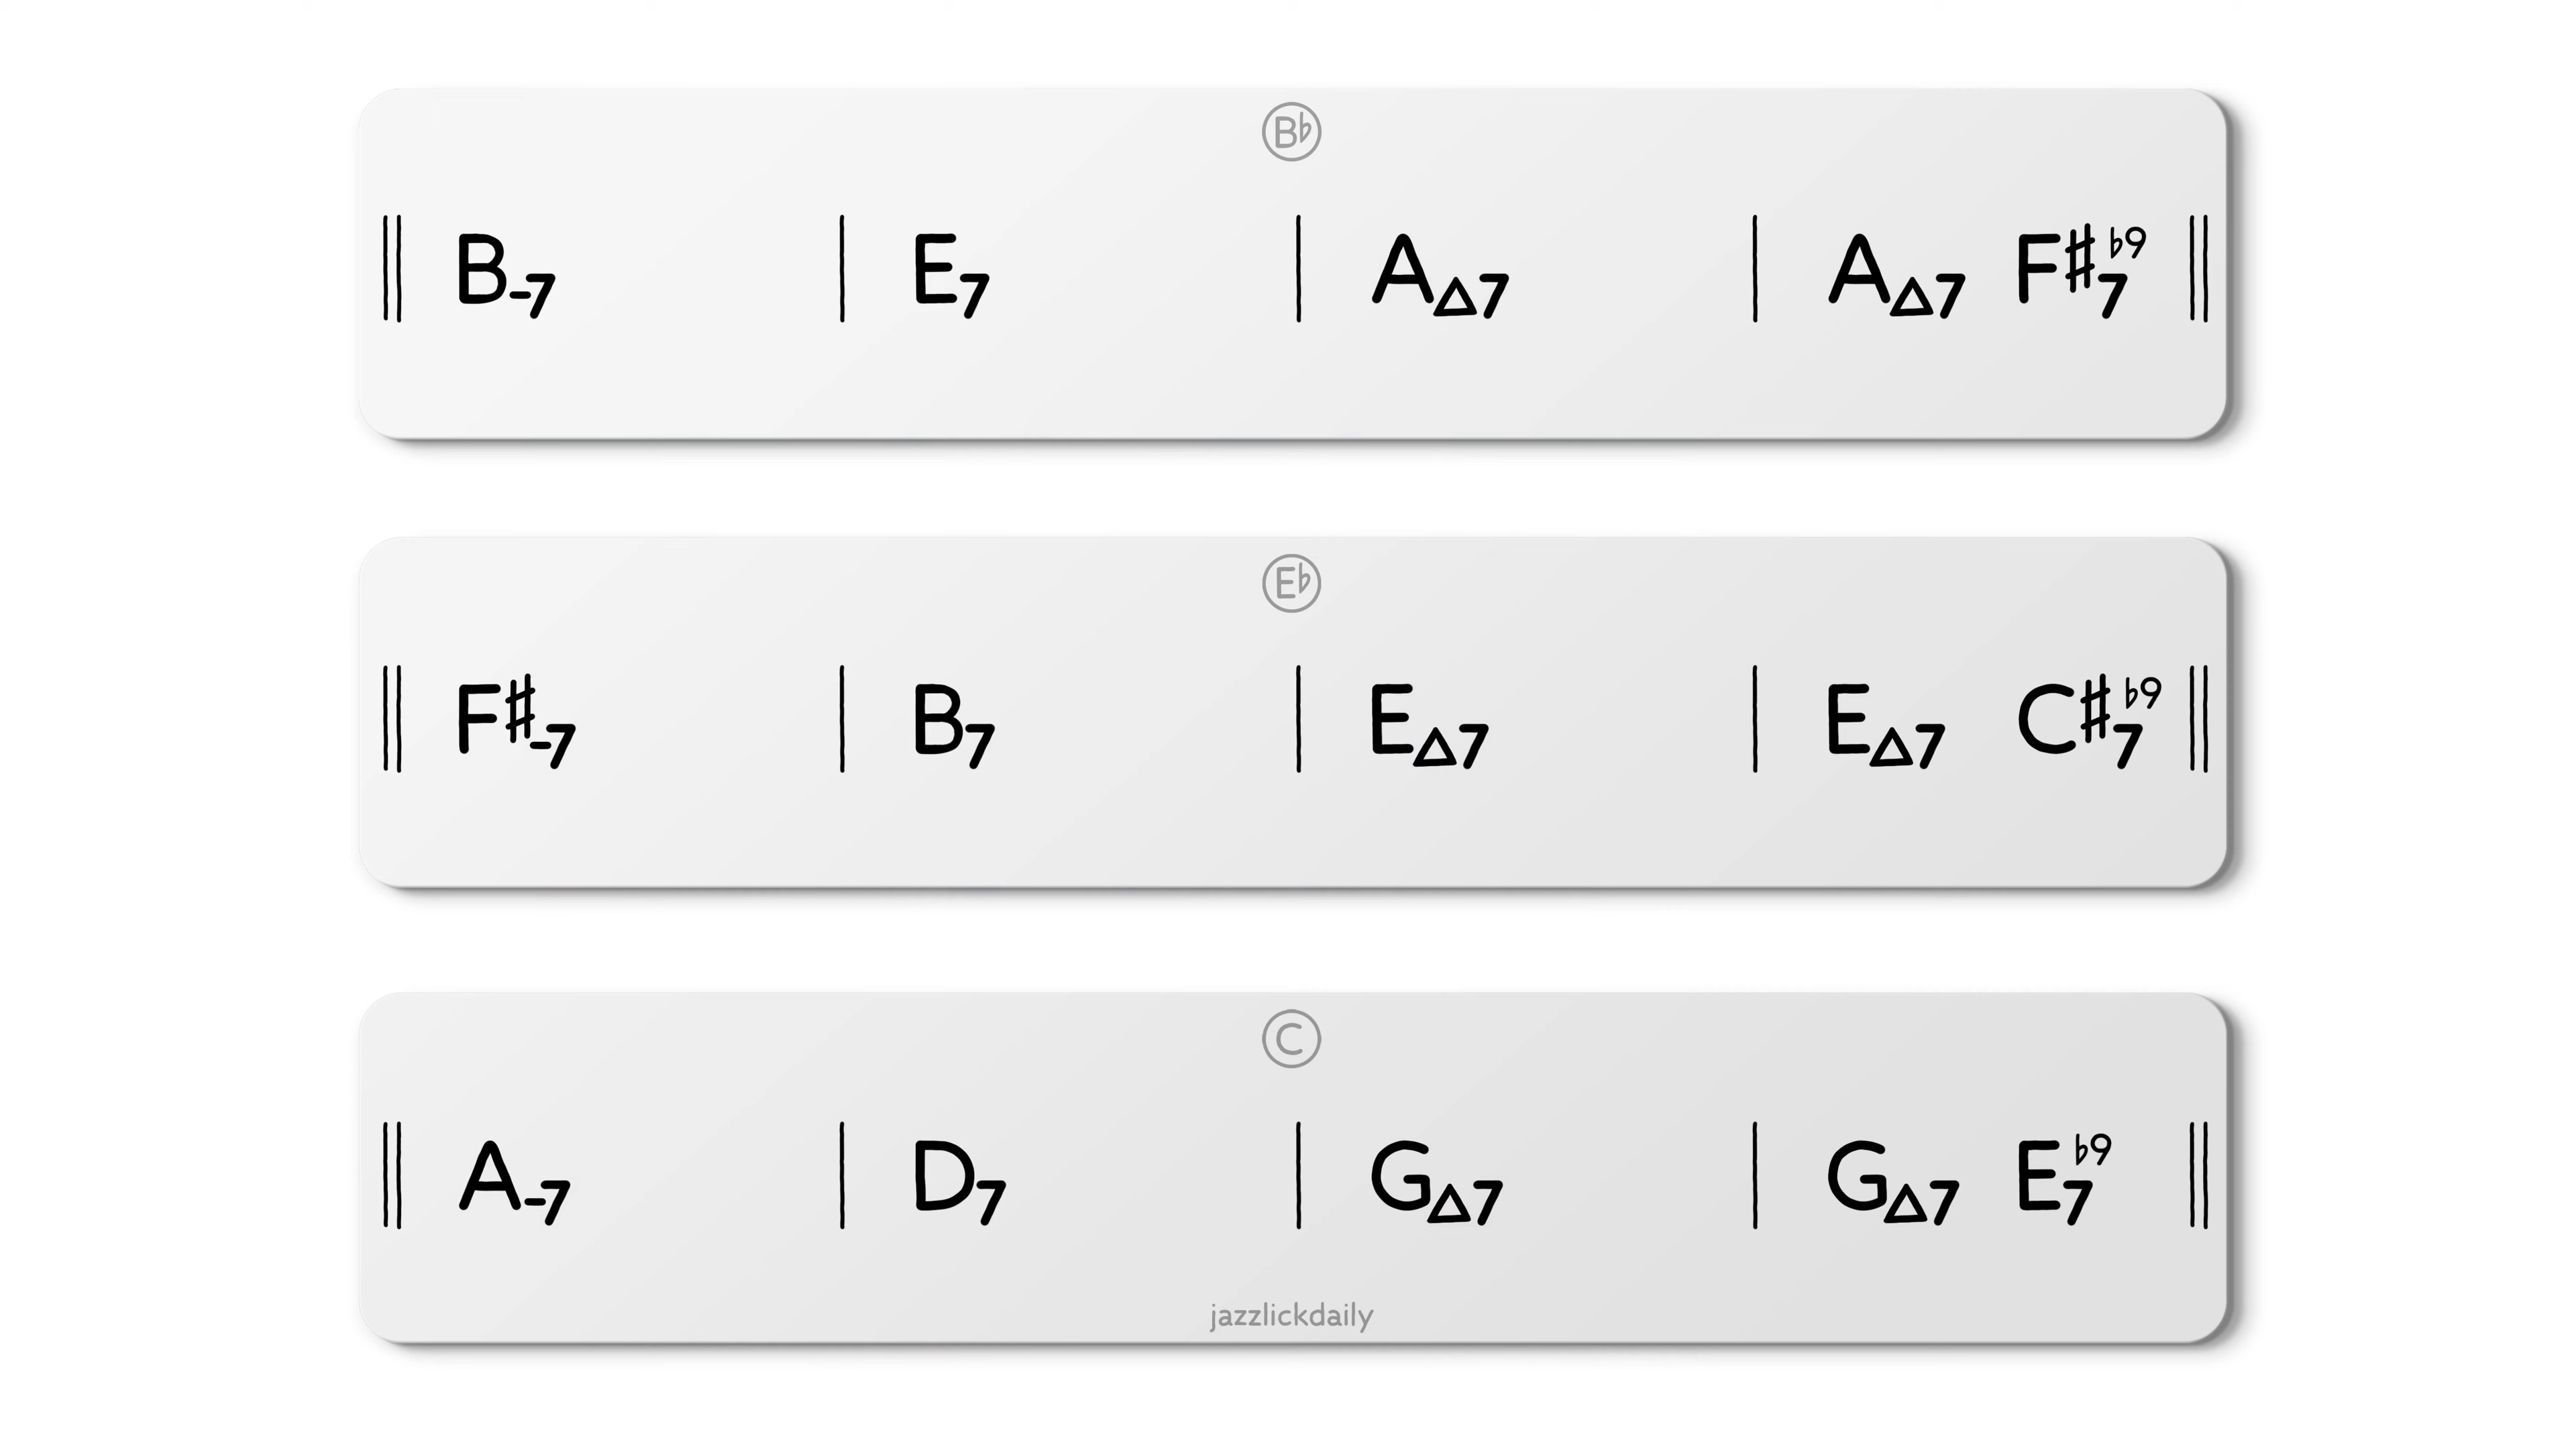 B♭
‖ B-7 | E7 | A△7 | A△7 F♯7♭9 ‖
E♭
‖ F♯-7 | B7 | E△7 | E△7 C♯7♭9 ‖
C
‖ A-7 | D7 | G△7 | G△7 E7♭9 ‖
jazzlickdaily